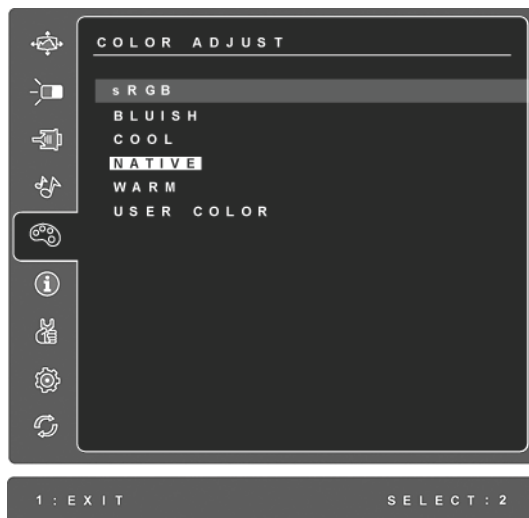 COLOR ADJUST
sRGB
BLUISH
COOL
NATIVE
WARM
USER COLOR
1:EXIT SELECT:2